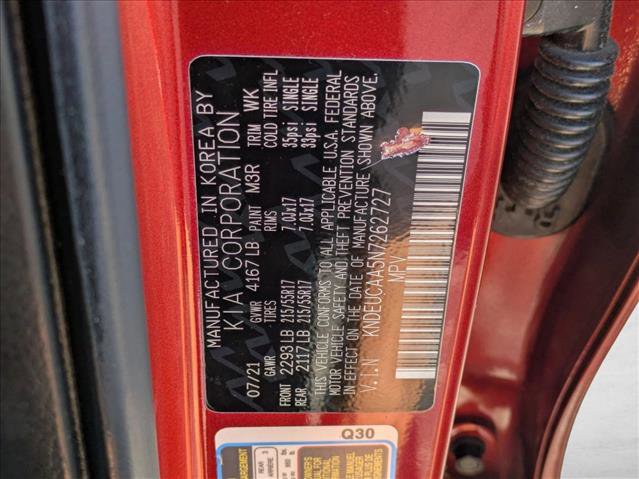 MANUFACTURED IN KOREA BY
KIA CORPORATION
07/21 GVWR 4167LB PAINT M3R TRIM WK
GAWR TIRES RIMS COLD TIRE INFL
FRONT 2293LB 215/55R17 7.0Jx17 35psi SINGLE
REAR 2117LB 215/55R17 7.0Jx17 33psi SINGLE
THIS VEHICLE CONFORMS TO ALL APPLICABLE U.S.A. FEDERAL
MOTOR VEHICLE SAFETY AND THEFT PREVENTION STANDARDS
IN EFFECT ON THE DATE OF MANUFACTURE SHOWN ABOVE.
V.I.N KNDEUCAA5N7262727
MPV
Q30
REAR
ARRIÈRE
3